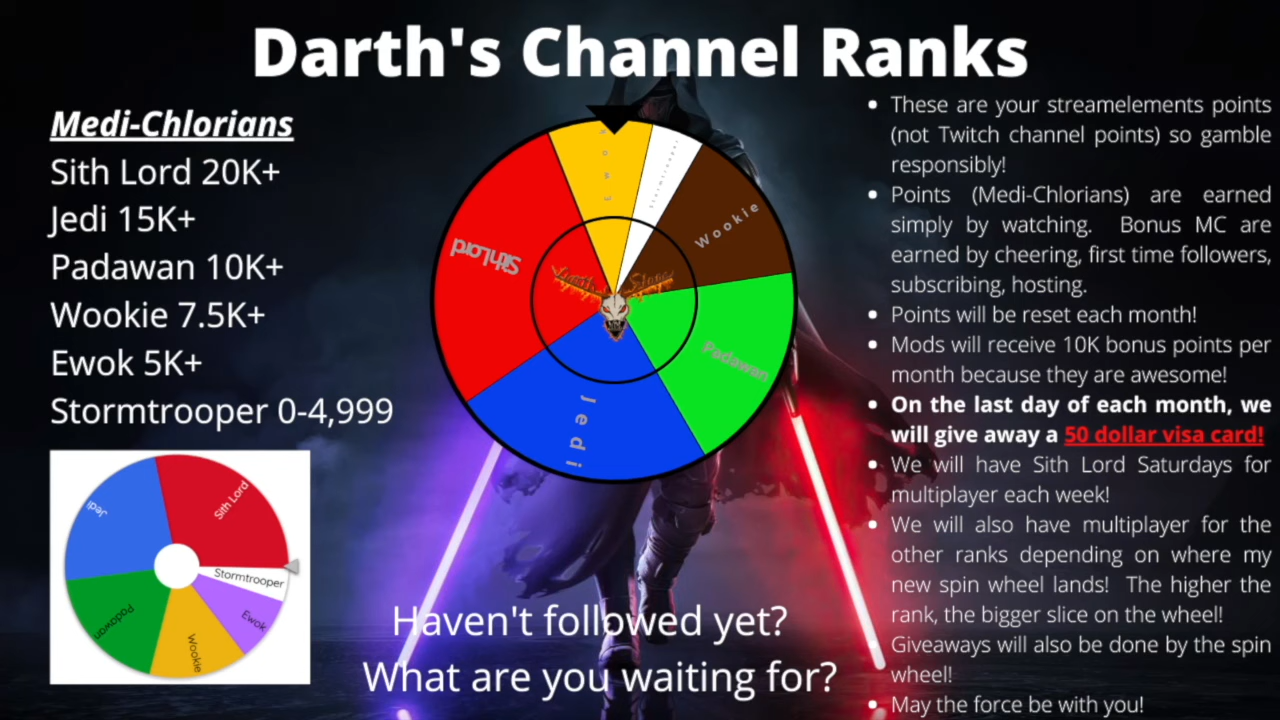 Darth's Channel Ranks
Medi-Chlorians
Sith Lord 20K+
Jedi 15K+
Padawan 10K+
Wookie 7.5K+
Ewok 5K+
Stormtrooper 0-4,999
Sith Lord
Stormtrooper
Ewok
Wookie
Padawan
Jedi
Wookie
Padawan
Jedi
Sith Lord
Haven't followed yet?
What are you waiting for?
These are your streamelements points
(not Twitch channel points) so gamble
responsibly!
Points (Medi-Chlorians) are earned
simply by watching. Bonus MC are
earned by cheering, first time followers,
subscribing, hosting.
Points will be reset each month!
Mods will receive 10K bonus points per
month because they are awesome!
On the last day of each month, we
will give away a 50 dollar visa card!
We will have Sith Lord Saturdays for
multiplayer each week!
We will also have multiplayer for the
other ranks depending on where my
new spin wheel lands! The higher the
rank, the bigger slice on the wheel!
Giveaways will also be done by the spin
wheel!
May the force be with you!